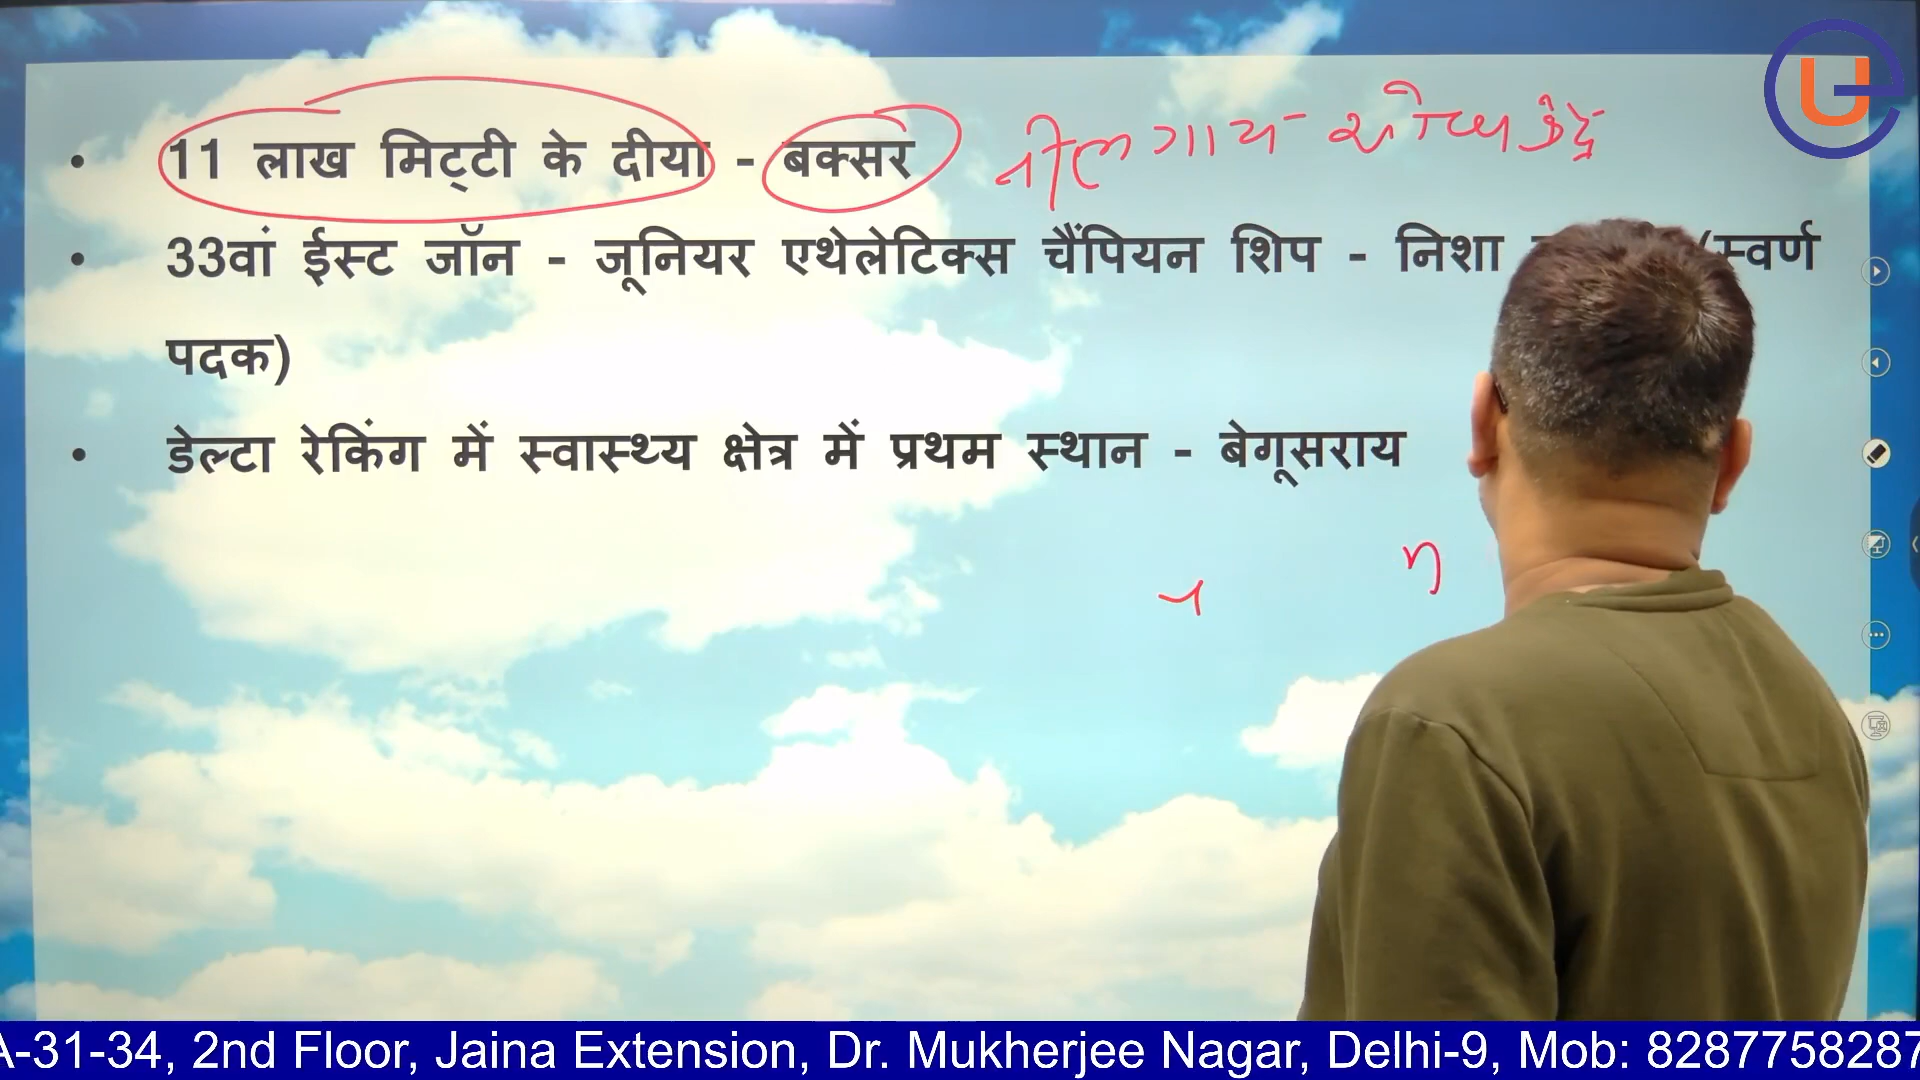 • 11 लाख मिट्टी के दीया - बक्सर नीलगाय
• 33वां ईस्ट जॉन - जूनियर एथेलेटिक्स चैंपियन शिप - निशा (स्वर्ण
पदक)
• डेल्टा रेकिंग में स्वास्थ्य क्षेत्र में प्रथम स्थान - बेगूसराय
A-31-34, 2nd Floor, Jaina Extension, Dr. Mukherjee Nagar, Delhi-9, Mob: 8287758287